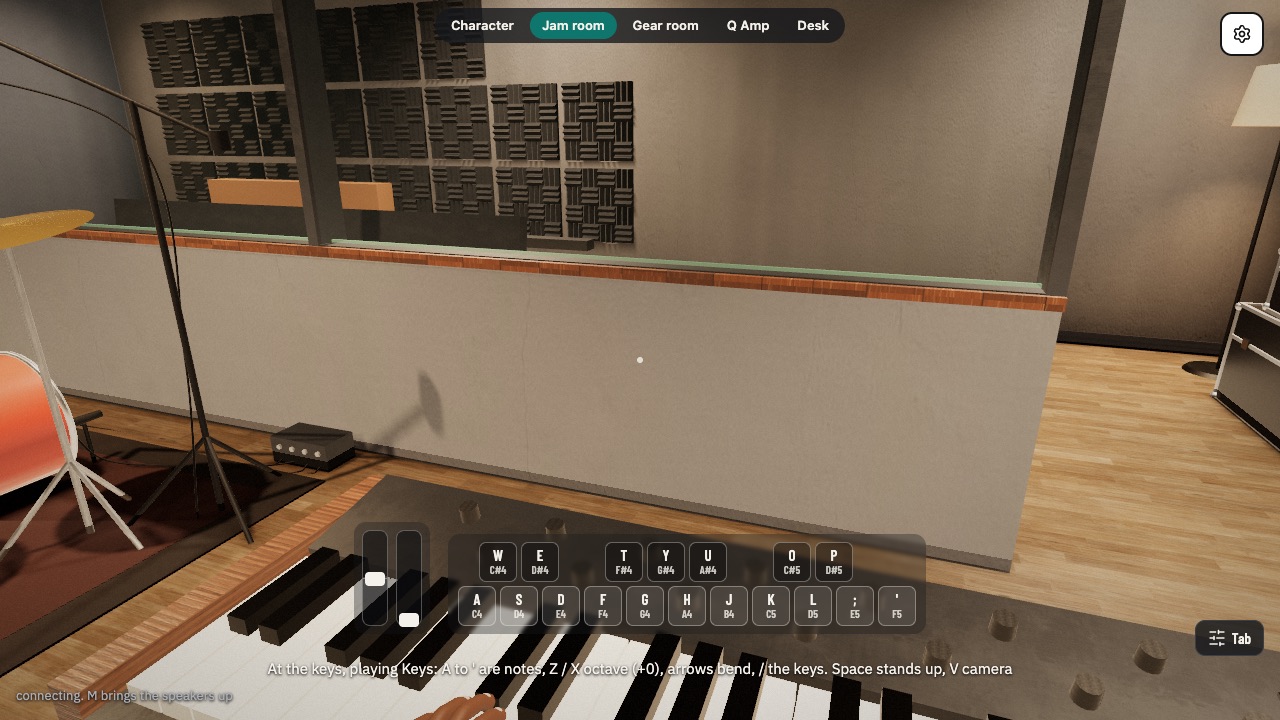 Character Jam room Gear room Q Amp Desk
W E T Y U O P
C#4 D#4 F#4 G#4 A#4 C#5 D#5
A S D F G H J K L ; '
C4 D4 E4 F4 G4 A4 B4 C5 D5 E5 F5
Tab
At the keys, playing Keys: A to ' are notes, Z / X octave (+0), arrows bend, / the keys. Space stands up, V camera
connecting, M brings the speakers up